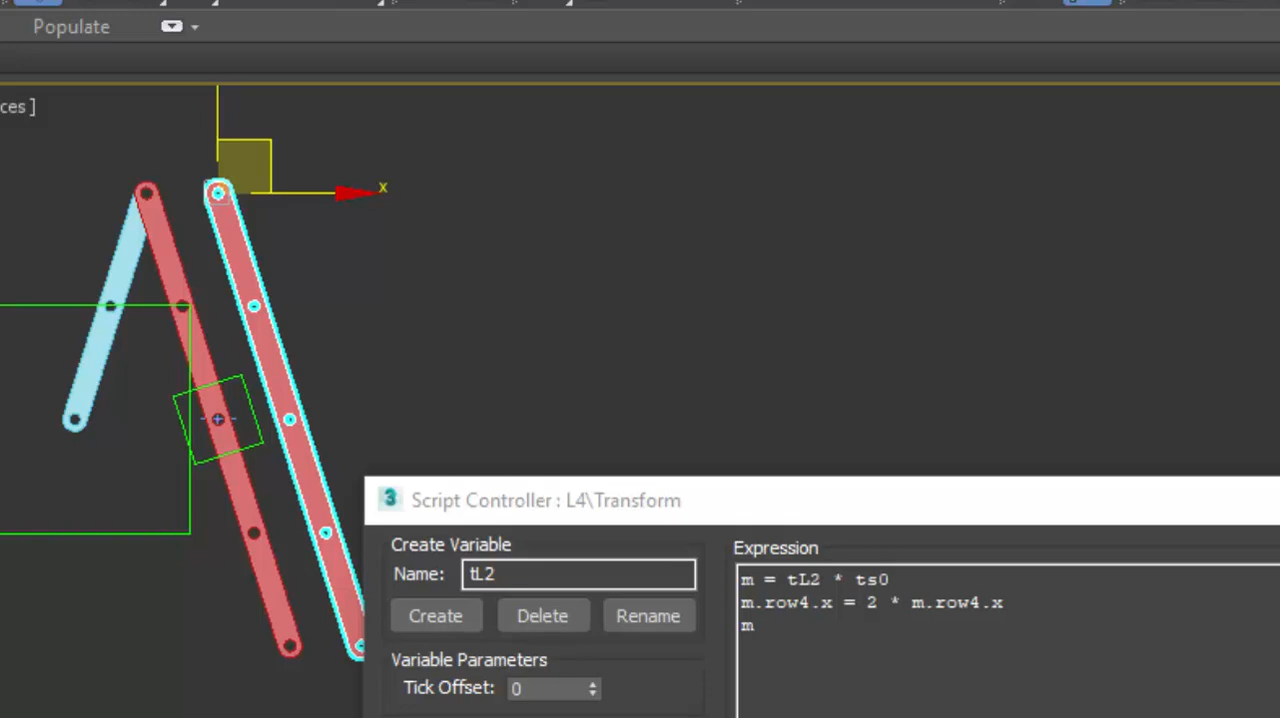 Populate
ces ]
x
3 Script Controller : L4\Transform
Create Variable
Name: tL2
Create Delete Rename
Variable Parameters
Tick Offset: 0
Expression
m = tL2 * ts0
m.row4.x = 2 * m.row4.x
m